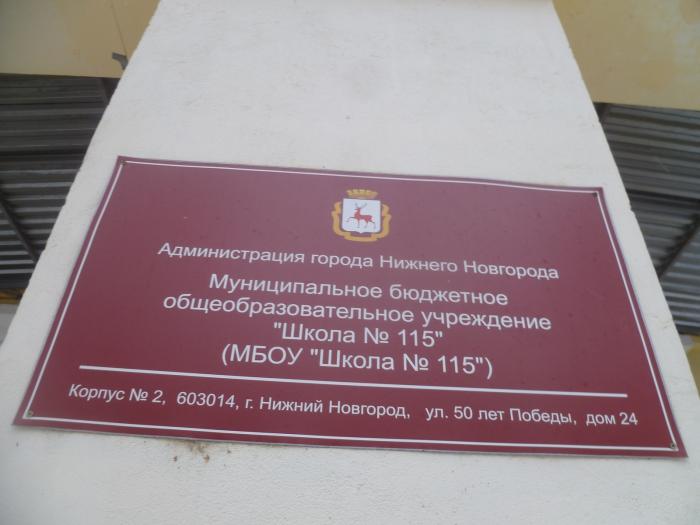 Администрация города Нижнего Новгорода
Муниципальное бюджетное
общеобразовательное учреждение
"Школа № 115"
(МБОУ "Школа № 115")
Корпус № 2, 603014, г. Нижний Новгород, ул. 50 лет Победы, дом 24